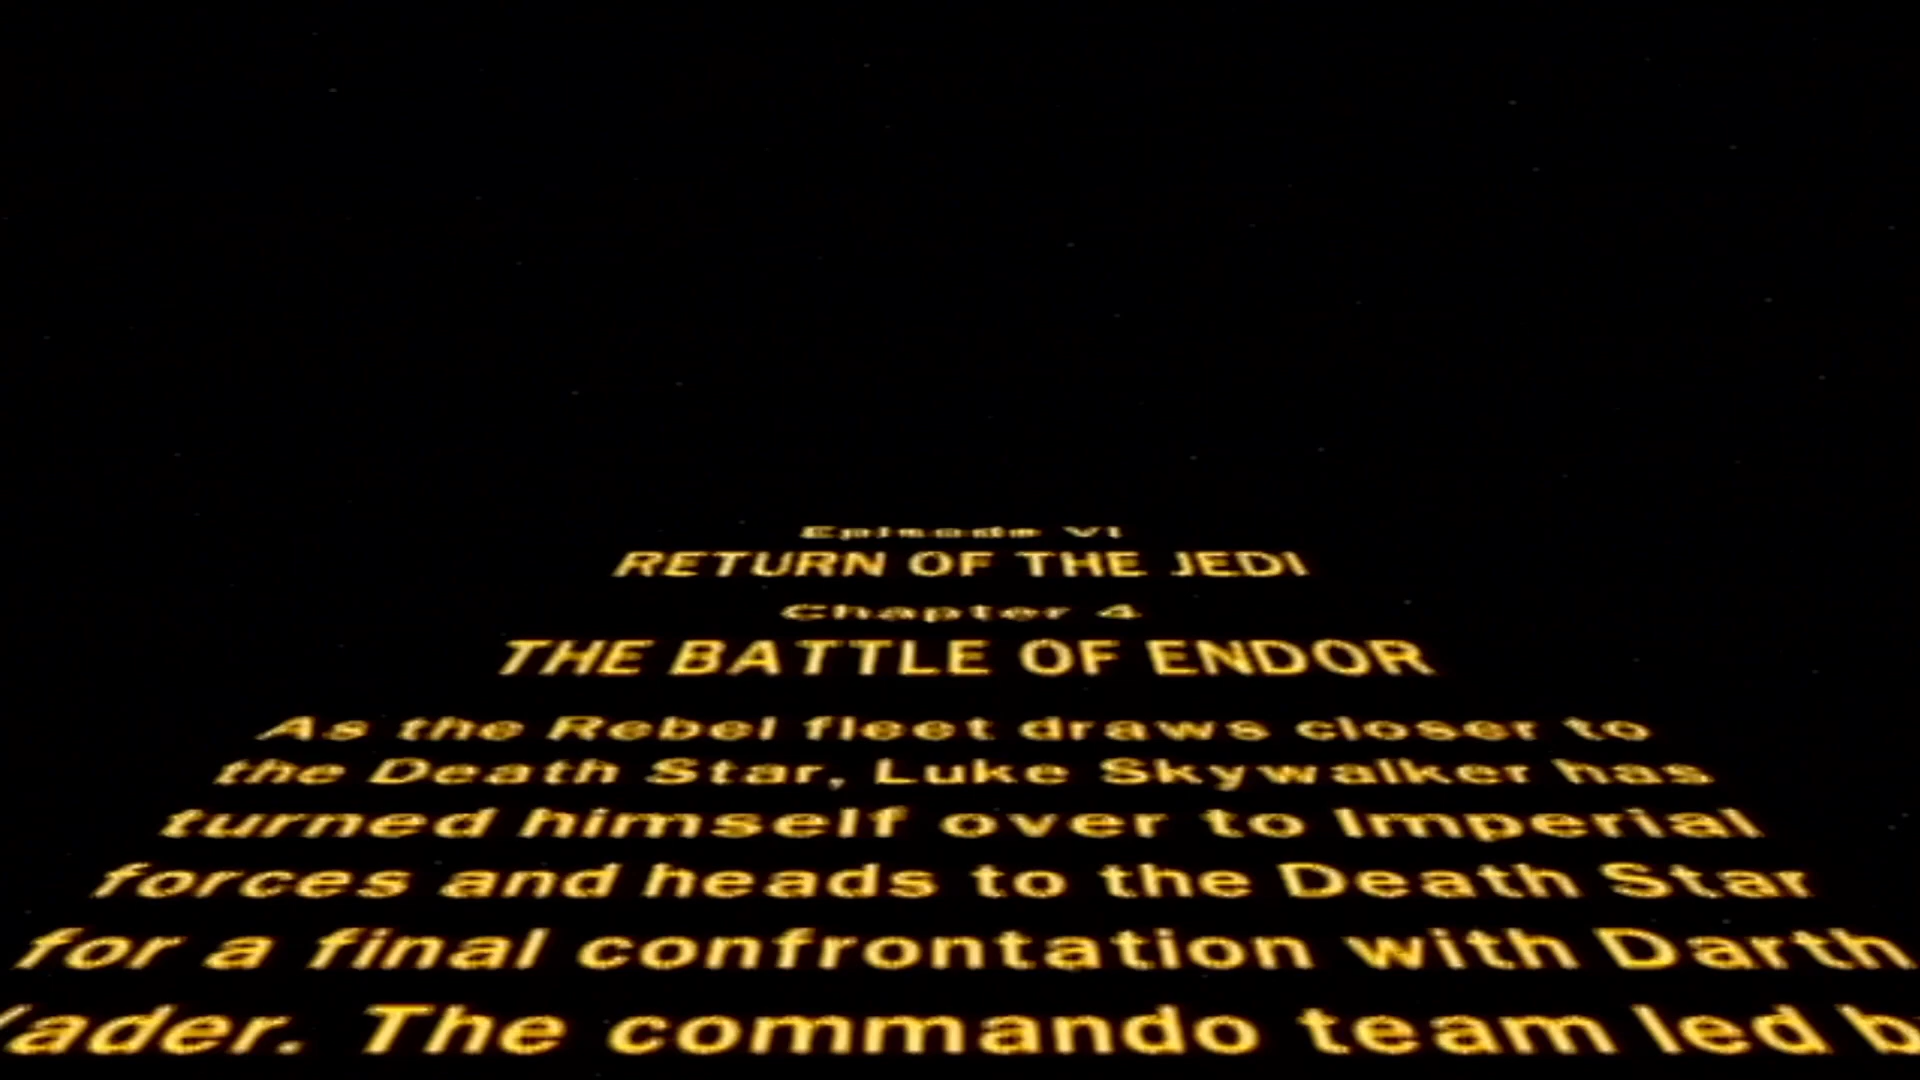 Episode VI
RETURN OF THE JEDI
Chapter 4
THE BATTLE OF ENDOR
As the Rebel fleet draws closer to
the Death Star, Luke Skywalker has
turned himself over to Imperial
forces and heads to the Death Star
for a final confrontation with Darth
Vader. The commando team led by